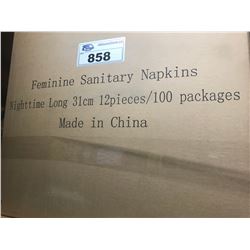 858
Feminine Sanitary Napkins
Nighttime Long 31cm 12pieces/100 packages
Made in China